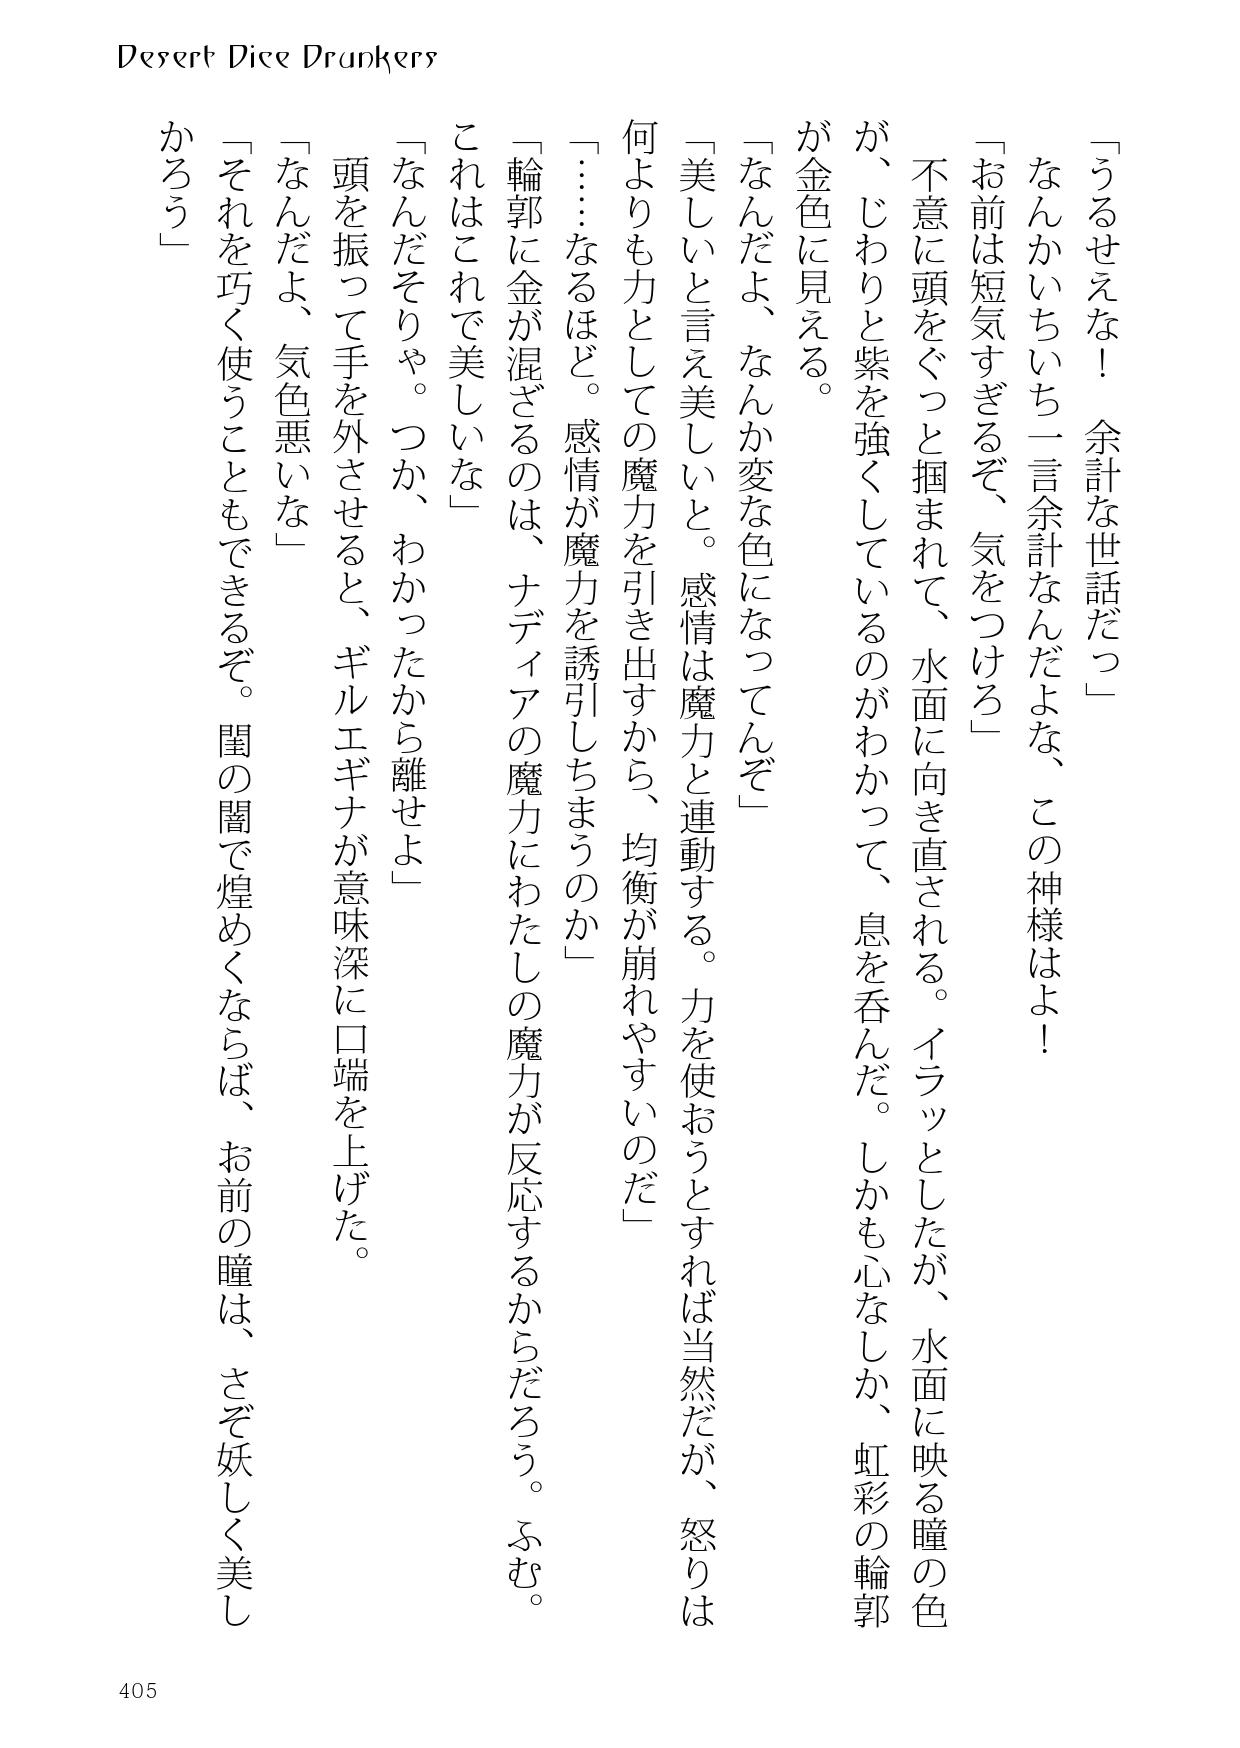 Desert Dice Drunkers
「うるせえな！　余計な世話だっ」
　なんかいちいち一言余計なんだよな、この神様はよ！
「お前は短気すぎるぞ、気をつけろ」
　不意に頭をぐっと掴まれて、水面に向き直される。イラッとしたが、水面に映る瞳の色
が、じわりと紫を強くしているのがわかって、息を呑んだ。しかも心なしか、虹彩の輪郭
が金色に見える。
「なんだよ、なんか変な色になってんぞ」
「美しいと言え美しいと。感情は魔力と連動する。力を使おうとすれば当然だが、怒りは
何よりも力としての魔力を引き出すから、均衡が崩れやすいのだ」
「……なるほど。感情が魔力を誘引しちまうのか」
「輪郭に金が混ざるのは、ナディアの魔力にわたしの魔力が反応するからだろう。ふむ。
これはこれで美しいな」
「なんだそりゃ。つか、わかったから離せよ」
　頭を振って手を外させると、ギルエギナが意味深に口端を上げた。
「なんだよ、気色悪いな」
「それを巧く使うこともできるぞ。閨の闇で煌めくならば、お前の瞳は、さぞ妖しく美し
かろう」
405